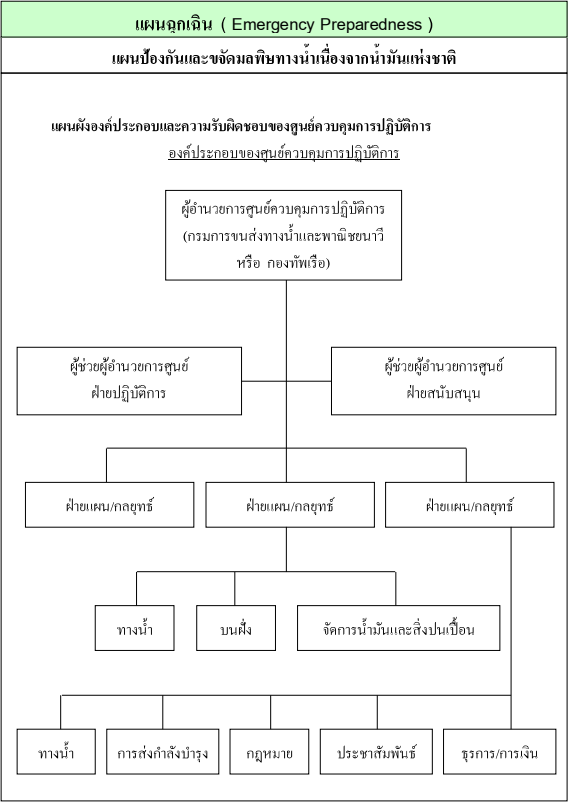 แผนฉุกเฉิน ( Emergency Preparedness )
แผนป้องกันและขจัดมลพิษทางน้ำเนื่องจากน้ำมันแห่งชาติ
แผนผังองค์ประกอบและความรับผิดชอบของศูนย์ควบคุมการปฏิบัติการ
องค์ประกอบของศูนย์ควบคุมการปฏิบัติการ
ผู้อำนวยการศูนย์ควบคุมการปฏิบัติการ
(กรมการขนส่งทางน้ำและพาณิชยนาวี
หรือ กองทัพเรือ)
ผู้ช่วยผู้อำนวยการศูนย์
ฝ่ายปฏิบัติการ
ผู้ช่วยผู้อำนวยการศูนย์
ฝ่ายสนับสนุน
ฝ่ายแผน/กลยุทธ์
ฝ่ายแผน/กลยุทธ์
ฝ่ายแผน/กลยุทธ์
ทางน้ำ
บนฝั่ง
จัดการน้ำมันและสิ่งปนเปื้อน
ทางน้ำ
การส่งกำลังบำรุง
กฎหมาย
ประชาสัมพันธ์
ธุรการ/การเงิน